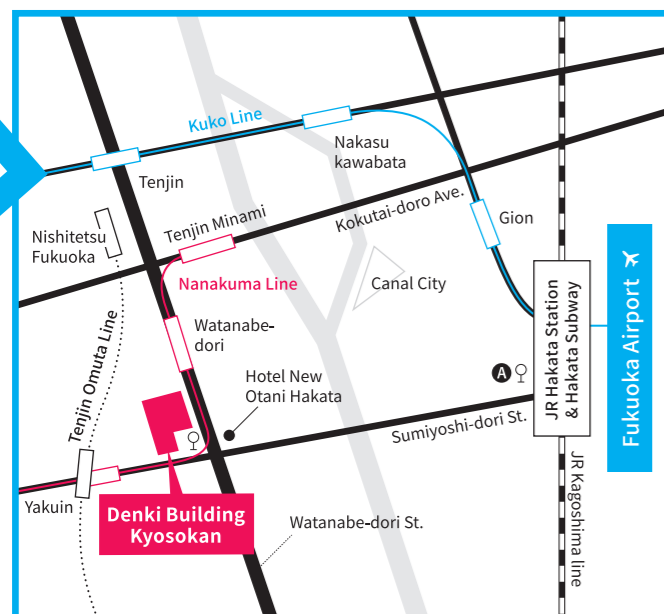 Kuko Line
Nakasu
kawabata
Tenjin
Tenjin Minami
Kokutai-doro Ave.
Gion
Nishitetsu
Fukuoka
Nanakuma Line
Canal City
Tenjin Omuta Line
Watanabe-
dori
Hotel New
Otani Hakata
A
JR Hakata Station
& Hakata Subway
Fukuoka Airport
Sumiyoshi-dori St.
Yakuin
Denki Building
Kyosokan
Watanabe-dori St.
JR Kagoshima line